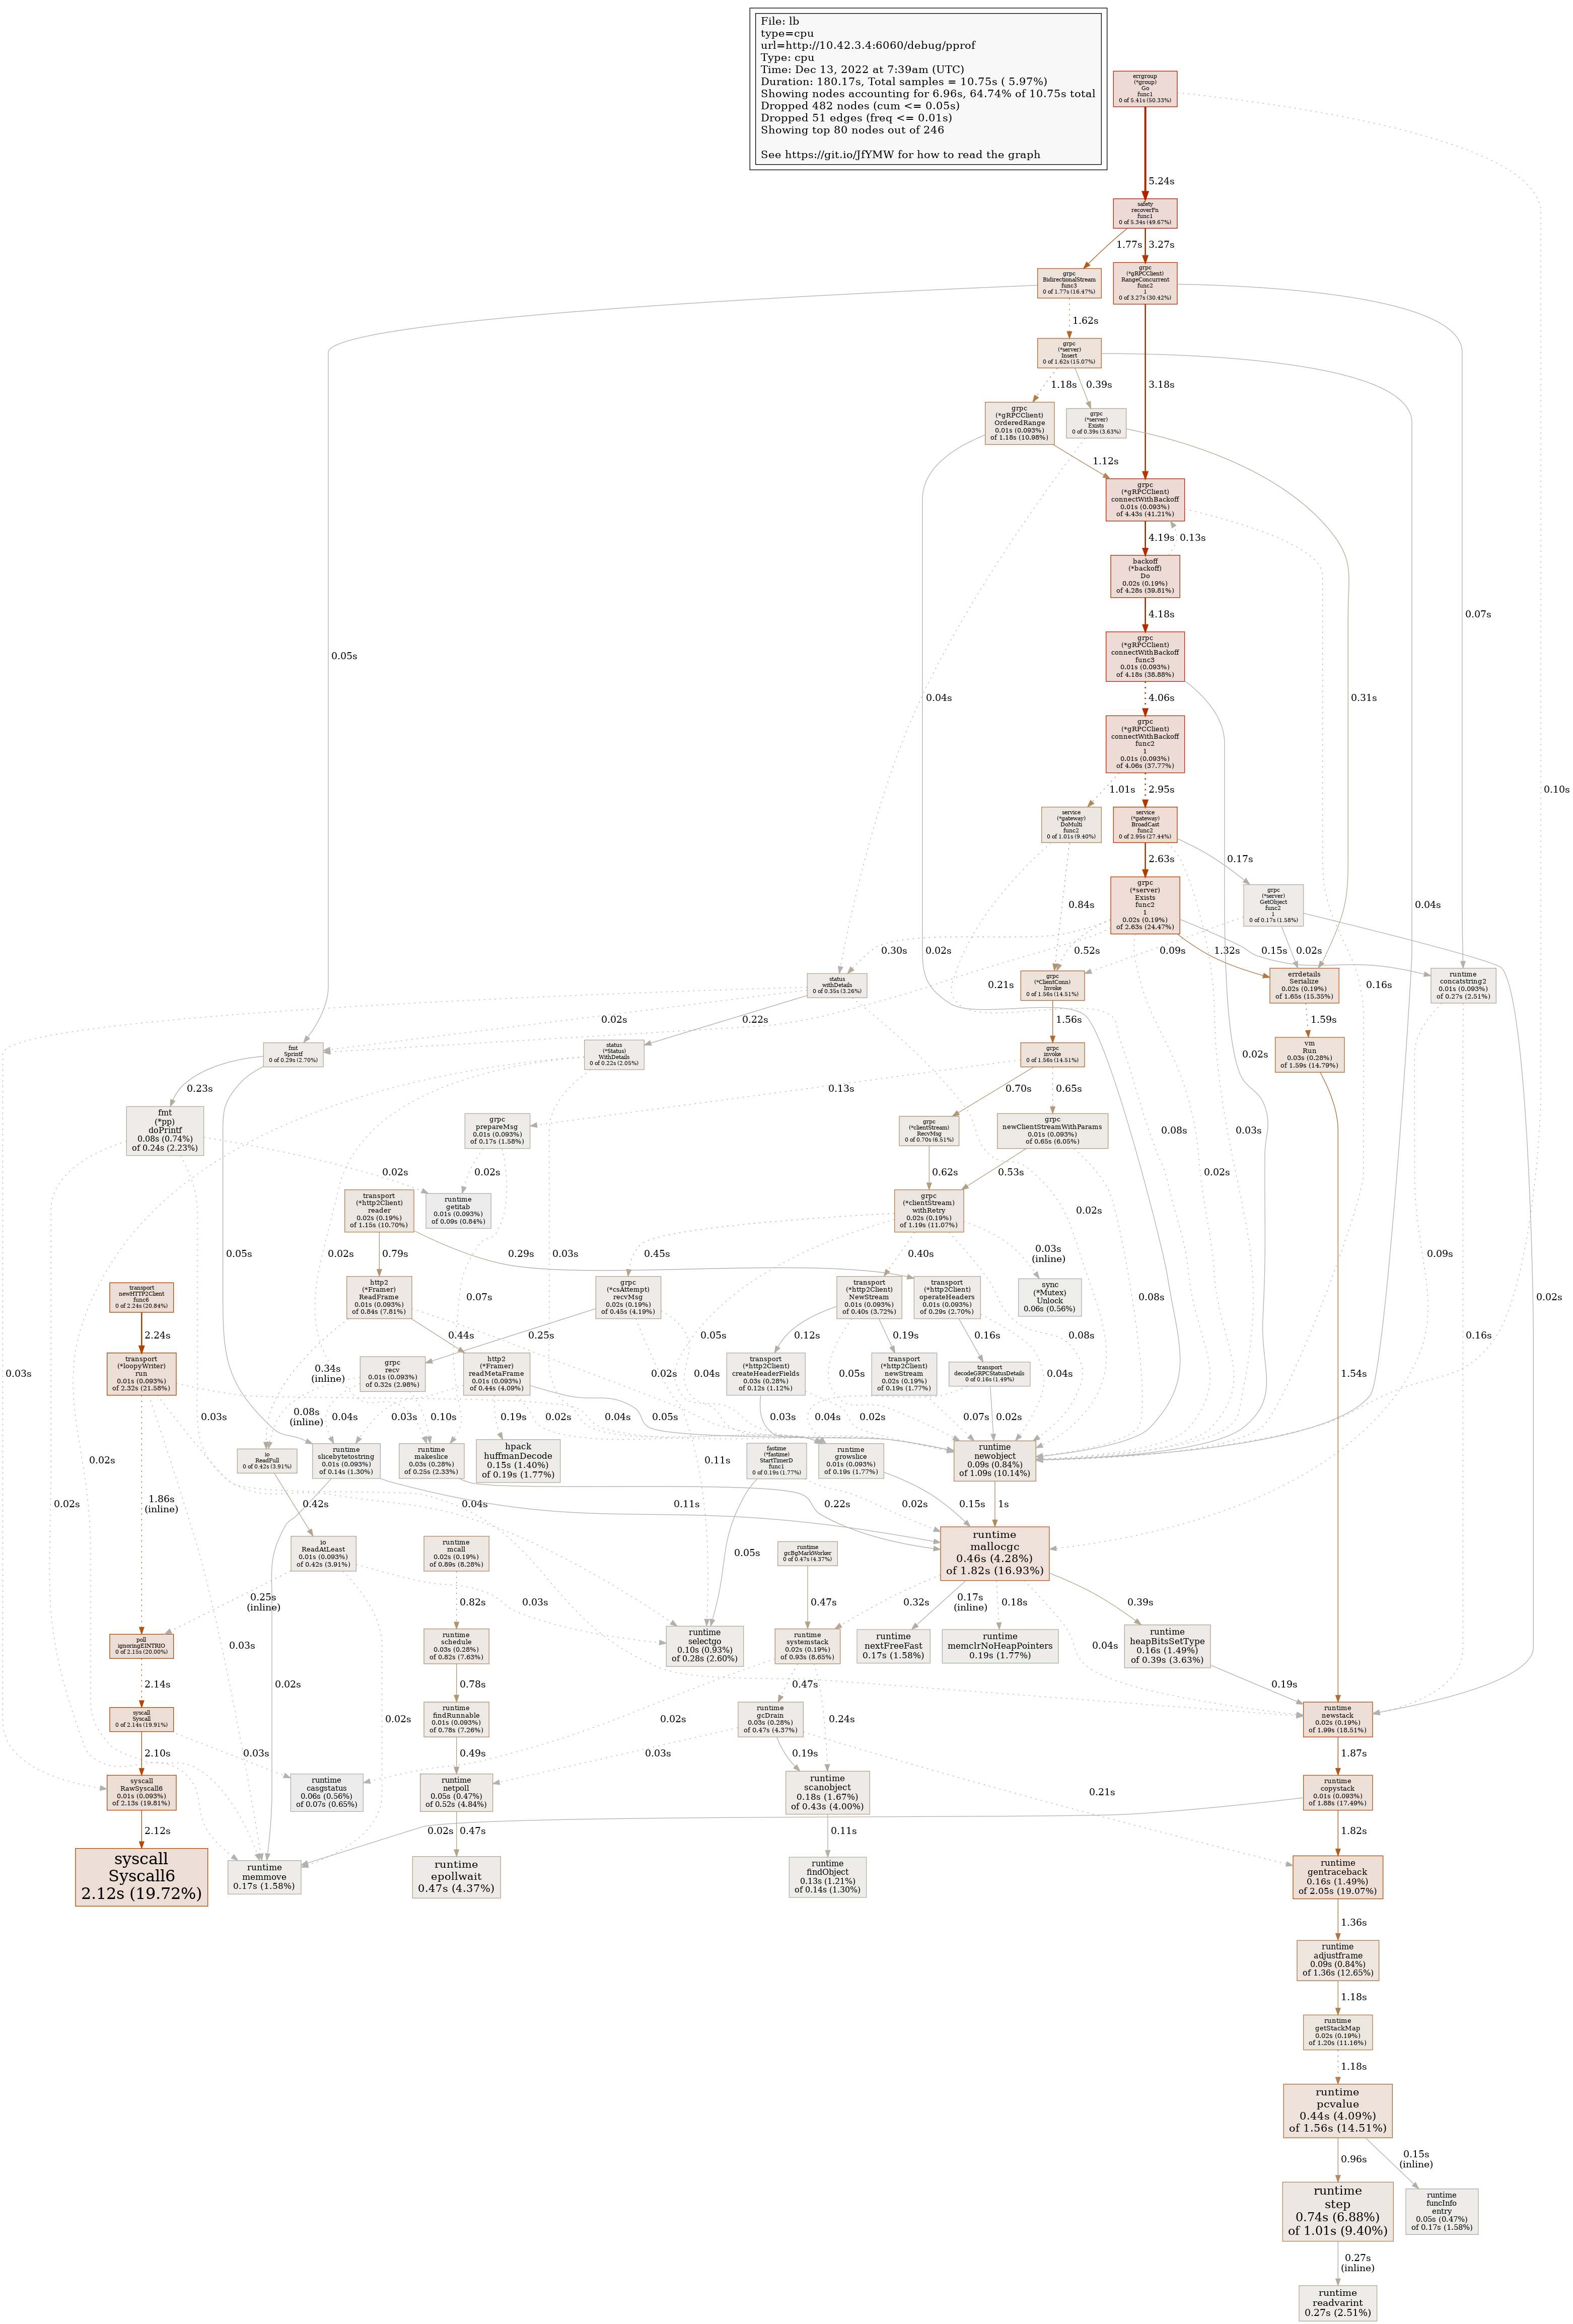 File: lb
type=cpu
url=http://10.42.3.4:6060/debug/pprof
Type: cpu
Time: Dec 13, 2022 at 7:39am (UTC)
Duration: 180.17s, Total samples = 10.75s ( 5.97%)
Showing nodes accounting for 6.96s, 64.74% of 10.75s total
Dropped 482 nodes (cum <= 0.05s)
Dropped 51 edges (freq <= 0.01s)
Showing top 80 nodes out of 246
See https://git.io/JfYMW for how to read the graph
errgroup
(*group)
Go
func1
0 of 5.41s (50.33%)
5.24s
safety
recoverFn
func1
0 of 5.34s (49.67%)
1.77s
3.27s
grpc
BidirectionalStream
func3
0 of 1.77s (16.47%)
grpc
(*gRPCClient)
RangeConcurrent
func2
1
0 of 3.27s (30.42%)
1.62s
grpc
(*server)
Insert
0 of 1.62s (15.07%)
1.18s
0.39s
3.18s
grpc
(*gRPCClient)
OrderedRange
0.01s (0.093%)
of 1.18s (10.98%)
grpc
(*server)
Exists
0 of 0.39s (3.63%)
1.12s
grpc
(*gRPCClient)
connectWithBackoff
0.01s (0.093%)
of 4.43s (41.21%)
4.19s
0.13s
backoff
(*backoff)
Do
0.02s (0.19%)
of 4.28s (39.81%)
4.18s
0.07s
grpc
(*gRPCClient)
connectWithBackoff
func3
0.01s (0.093%)
of 4.18s (38.88%)
0.05s
0.04s
4.06s
0.31s
grpc
(*gRPCClient)
connectWithBackoff
func2
1
0.01s (0.093%)
of 4.06s (37.77%)
1.01s
2.95s
0.10s
service
(*gateway)
DoMulti
func2
0 of 1.01s (9.40%)
service
(*gateway)
BroadCast
func2
0 of 2.95s (27.44%)
2.63s
0.17s
grpc
(*server)
Exists
func2
1
0.02s (0.19%)
of 2.63s (24.47%)
grpc
(*server)
GetObject
func2
1
0 of 0.17s (1.58%)
0.84s
0.04s
0.30s
0.02s
0.52s
0.09s
1.32s
0.02s
0.15s
status
withDetails
0 of 0.35s (3.26%)
0.21s
grpc
(*ClientConn)
Invoke
0 of 1.56s (14.51%)
errdetails
Serialize
0.02s (0.19%)
of 1.65s (15.35%)
0.16s
runtime
concatstring2
0.01s (0.093%)
of 0.27s (2.51%)
0.02s
0.22s
1.56s
1.59s
fmt
Sprintf
0 of 0.29s (2.70%)
status
(*Status)
WithDetails
0 of 0.22s (2.05%)
grpc
invoke
0 of 1.56s (14.51%)
0.02s
vm
Run
0.03s (0.28%)
of 1.59s (14.79%)
0.23s
0.13s
0.70s
0.65s
fmt
(*pp)
doPrintf
0.08s (0.74%)
of 0.24s (2.23%)
grpc
prepareMsg
0.01s (0.093%)
of 0.17s (1.58%)
grpc
(*clientStream)
RecvMsg
0 of 0.70s (6.51%)
grpc
newClientStreamWithParams
0.01s (0.093%)
of 0.65s (6.05%)
0.08s
0.03s
0.02s
0.02s
0.62s
0.53s
0.02s
transport
(*http2Client)
reader
0.02s (0.19%)
of 1.15s (10.70%)
runtime
getitab
0.01s (0.093%)
of 0.09s (0.84%)
grpc
(*clientStream)
withRetry
0.02s (0.19%)
of 1.19s (11.07%)
0.02s
0.05s
0.02s
0.79s
0.03s
0.29s
0.45s
0.40s
0.03s
(inline)
0.09s
transport
newHTTP2Client
func6
0 of 2.24s (20.84%)
http2
(*Framer)
ReadFrame
0.01s (0.093%)
of 0.84s (7.81%)
0.07s
grpc
(*csAttempt)
recvMsg
0.02s (0.19%)
of 0.45s (4.19%)
transport
(*http2Client)
NewStream
0.01s (0.093%)
of 0.40s (3.72%)
transport
(*http2Client)
operateHeaders
0.01s (0.093%)
of 0.29s (2.70%)
sync
(*Mutex)
Unlock
0.06s (0.56%)
0.08s
0.02s
2.24s
0.44s
0.25s
0.05s
0.12s
0.19s
0.16s
0.08s
0.16s
transport
(*loopyWriter)
run
0.01s (0.093%)
of 2.32s (21.58%)
0.34s
(inline)
grpc
recv
0.01s (0.093%)
of 0.32s (2.98%)
http2
(*Framer)
readMetaFrame
0.01s (0.093%)
of 0.44s (4.09%)
0.02s
0.04s
transport
(*http2Client)
createHeaderFields
0.03s (0.28%)
of 0.12s (1.12%)
0.05s
transport
(*http2Client)
newStream
0.02s (0.19%)
of 0.19s (1.77%)
transport
decodeGRPCStatusDetails
0 of 0.16s (1.49%)
0.04s
1.54s
0.03s
0.03s
0.08s
(inline)
0.04s
0.03s
0.10s
0.19s
0.02s
0.04s
0.05s
0.03s
0.04s
0.02s
0.07s
0.02s
io
ReadFull
0 of 0.42s (3.91%)
runtime
slicebytetostring
0.01s (0.093%)
of 0.14s (1.30%)
runtime
makeslice
0.03s (0.28%)
of 0.25s (2.33%)
hpack
huffmanDecode
0.15s (1.40%)
of 0.19s (1.77%)
0.11s
fastime
(*fastime)
StartTimerD
func1
0 of 0.19s (1.77%)
runtime
growslice
0.01s (0.093%)
of 0.19s (1.77%)
runtime
newobject
0.09s (0.84%)
of 1.09s (10.14%)
0.02s
0.02s
1.86s
(inline)
0.42s
0.04s
0.11s
0.22s
0.02s
0.15s
1s
io
ReadAtLeast
0.01s (0.093%)
of 0.42s (3.91%)
runtime
mcall
0.02s (0.19%)
of 0.89s (8.28%)
0.05s
runtime
gcBgMarkWorker
0 of 0.47s (4.37%)
runtime
mallocgc
0.46s (4.28%)
of 1.82s (16.93%)
0.25s
(inline)
0.82s
0.03s
0.47s
0.32s
0.17s
(inline)
0.18s
0.39s
poll
ignoringEINTRIO
0 of 2.15s (20.00%)
0.03s
runtime
schedule
0.03s (0.28%)
of 0.82s (7.63%)
runtime
selectgo
0.10s (0.93%)
of 0.28s (2.60%)
runtime
systemstack
0.02s (0.19%)
of 0.93s (8.65%)
runtime
nextFreeFast
0.17s (1.58%)
runtime
memclrNoHeapPointers
0.19s (1.77%)
0.04s
runtime
heapBitsSetType
0.16s (1.49%)
of 0.39s (3.63%)
2.14s
0.02s
0.78s
0.47s
0.19s
syscall
Syscall
0 of 2.14s (19.91%)
0.02s
runtime
findRunnable
0.01s (0.093%)
of 0.78s (7.26%)
0.02s
runtime
gcDrain
0.03s (0.28%)
of 0.47s (4.37%)
0.24s
runtime
newstack
0.02s (0.19%)
of 1.99s (18.51%)
2.10s
0.03s
0.49s
0.03s
0.19s
1.87s
syscall
RawSyscall6
0.01s (0.093%)
of 2.13s (19.81%)
runtime
casgstatus
0.06s (0.56%)
of 0.07s (0.65%)
runtime
netpoll
0.05s (0.47%)
of 0.52s (4.84%)
runtime
scanobject
0.18s (1.67%)
of 0.43s (4.00%)
0.21s
runtime
copystack
0.01s (0.093%)
of 1.88s (17.49%)
2.12s
0.02s
0.47s
0.11s
1.82s
syscall
Syscall6
2.12s (19.72%)
runtime
memmove
0.17s (1.58%)
runtime
epollwait
0.47s (4.37%)
runtime
findObject
0.13s (1.21%)
of 0.14s (1.30%)
runtime
gentraceback
0.16s (1.49%)
of 2.05s (19.07%)
1.36s
runtime
adjustframe
0.09s (0.84%)
of 1.36s (12.65%)
1.18s
runtime
getStackMap
0.02s (0.19%)
of 1.20s (11.16%)
1.18s
runtime
pcvalue
0.44s (4.09%)
of 1.56s (14.51%)
0.96s
0.15s
(inline)
runtime
step
0.74s (6.88%)
of 1.01s (9.40%)
runtime
funcInfo
entry
0.05s (0.47%)
of 0.17s (1.58%)
0.27s
(inline)
runtime
readvarint
0.27s (2.51%)